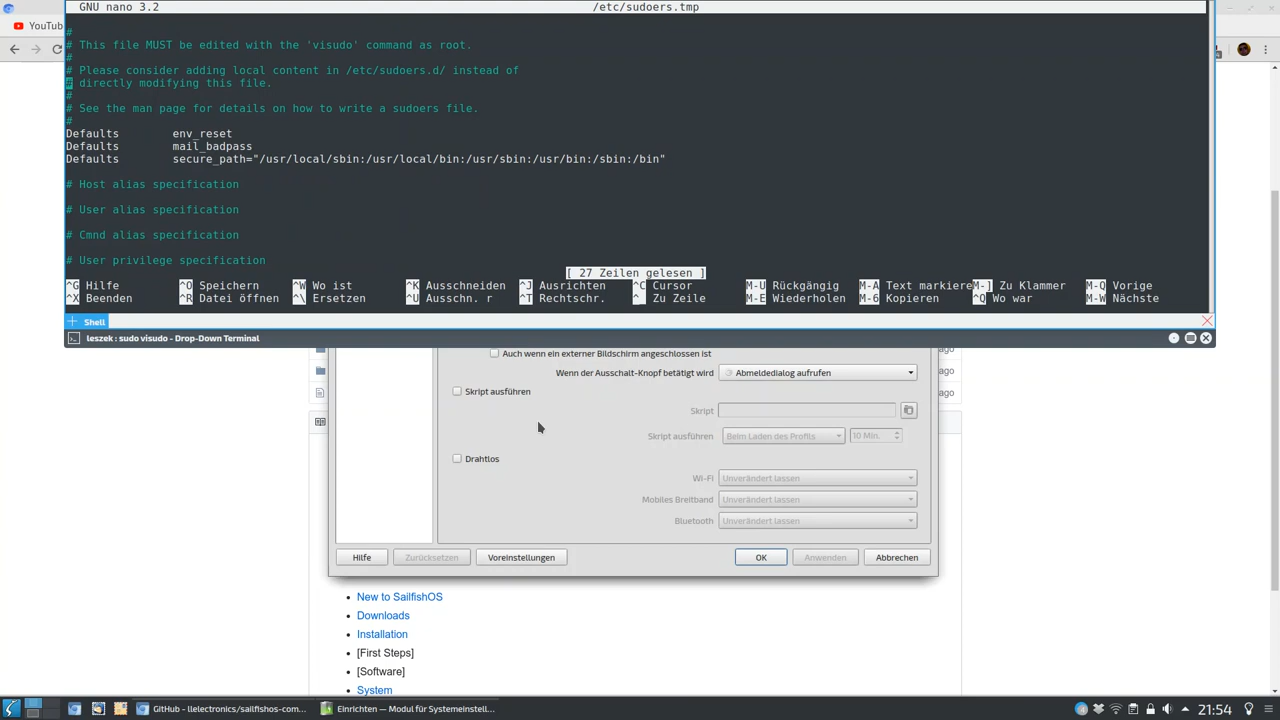 GNU nano 3.2 /etc/sudoers.tmp
YouTub
#
# This file MUST be edited with the 'visudo' command as root.
#
# Please consider adding local content in /etc/sudoers.d/ instead of
# directly modifying this file.
#
# See the man page for details on how to write a sudoers file.
#
Defaults env_reset
Defaults mail_badpass
Defaults secure_path="/usr/local/sbin:/usr/local/bin:/usr/sbin:/usr/bin:/sbin:/bin"
# Host alias specification
# User alias specification
# Cmnd alias specification
# User privilege specification
[ 27 Zeilen gelesen ]
^G Hilfe ^O Speichern ^W Wo ist ^K Ausschneiden ^J Ausrichten ^C Cursor M-U Rückgängig M-A Text markiere M-] Zu Klammer M-Q Vorige
^X Beenden ^R Datei öffnen ^\ Ersetzen ^U Ausschn. r ^T Rechtschr. ^_ Zu Zeile M-E Wiederholen M-6 Kopieren ^Q Wo war M-W Nächste
Shell
leszek : sudo visudo - Drop-Down Terminal
ago
Auch wenn ein externer Bildschirm angeschlossen ist
Wenn der Ausschalt-Knopf betätigt wird Abmeldedialog aufrufen
ago
Skript ausführen
ago
Skript
Skript ausführen Beim Laden des Profils 10 Min.
Drahtlos
Wi-Fi Unverändert lassen
Mobiles Breitband Unverändert lassen
Bluetooth Unverändert lassen
Hilfe Zurücksetzen Voreinstellungen OK Anwenden Abbrechen
• New to SailfishOS
• Downloads
• Installation
• [First Steps]
• [Software]
• System
GitHub - llelectronics/sailfishos-com... Einrichten — Modul für Systemeinstell... 21:54